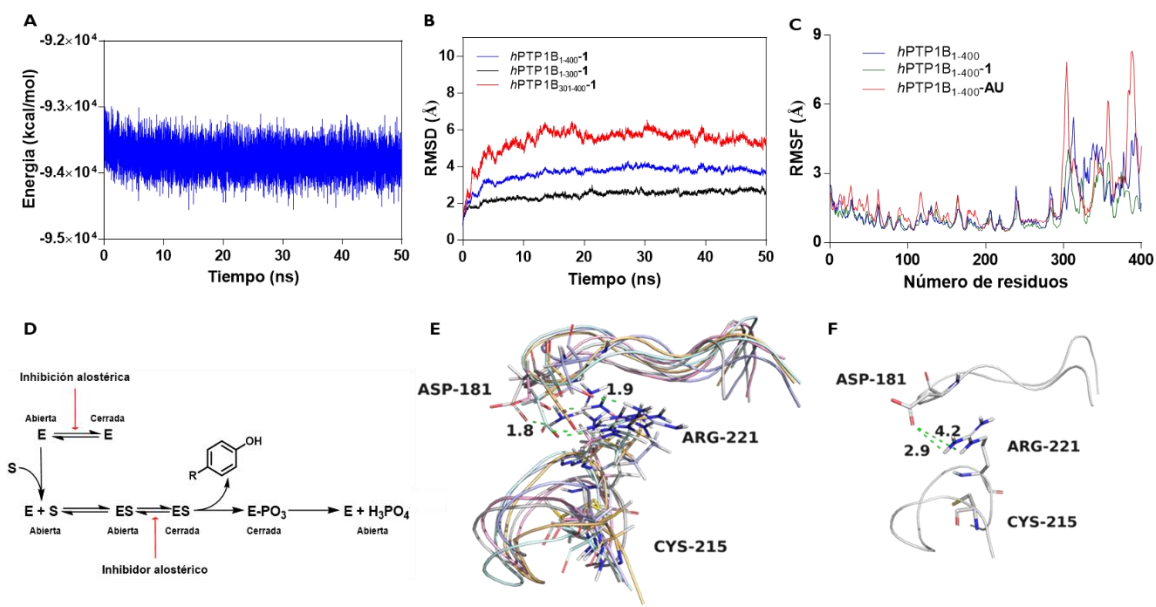 A
-9.2×10⁴
-9.3×10⁴
-9.4×10⁴
-9.5×10⁴
Energía (kcal/mol)
0 10 20 30 40 50
Tiempo (ns)
B
10
8
6
4
2
0
RMSD (Å)
hPTP1B₁₋₄₀₀-1
hPTP1B₁₋₃₀₀-1
hPTP1B₃₀₁₋₄₀₀-1
0 10 20 30 40 50
Tiempo (ns)
C
9
6
3
0
RMSF (Å)
hPTP1B₁₋₄₀₀
hPTP1B₁₋₄₀₀-1
hPTP1B₁₋₄₀₀-AU
0 100 200 300 400
Número de residuos
D
Inhibición alostérica
Abierta Cerrada
E E
S
OH
R
E + S ES ES E-PO₃ E + H₃PO₄
Abierta Abierta Cerrada Cerrada Abierta
Inhibidor alostérico
E
ASP-181
1.9
1.8
ARG-221
CYS-215
F
ASP-181
4.2
2.9
ARG-221
CYS-215